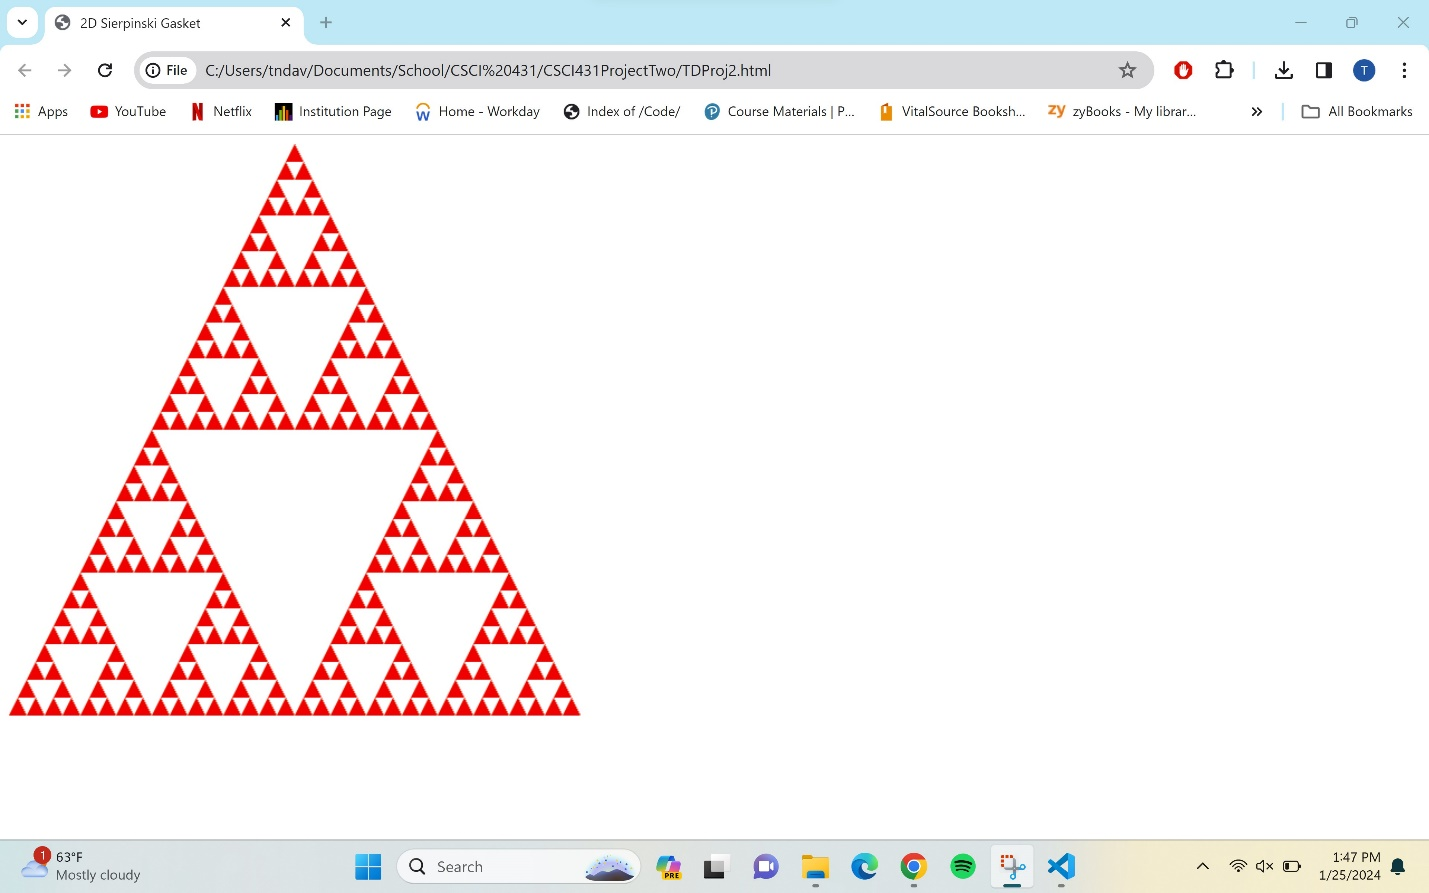 2D Sierpinski Gasket
File C:/Users/tndav/Documents/School/CSCI%20431/CSCI431ProjectTwo/TDProj2.html T
Apps YouTube N Netflix Institution Page W Home - Workday Index of /Code/ P Course Materials | P... VitalSource Booksh... zy zyBooks - My librar... » All Bookmarks
1 63°F
Mostly cloudy
Search
PRE
1:47 PM
1/25/2024